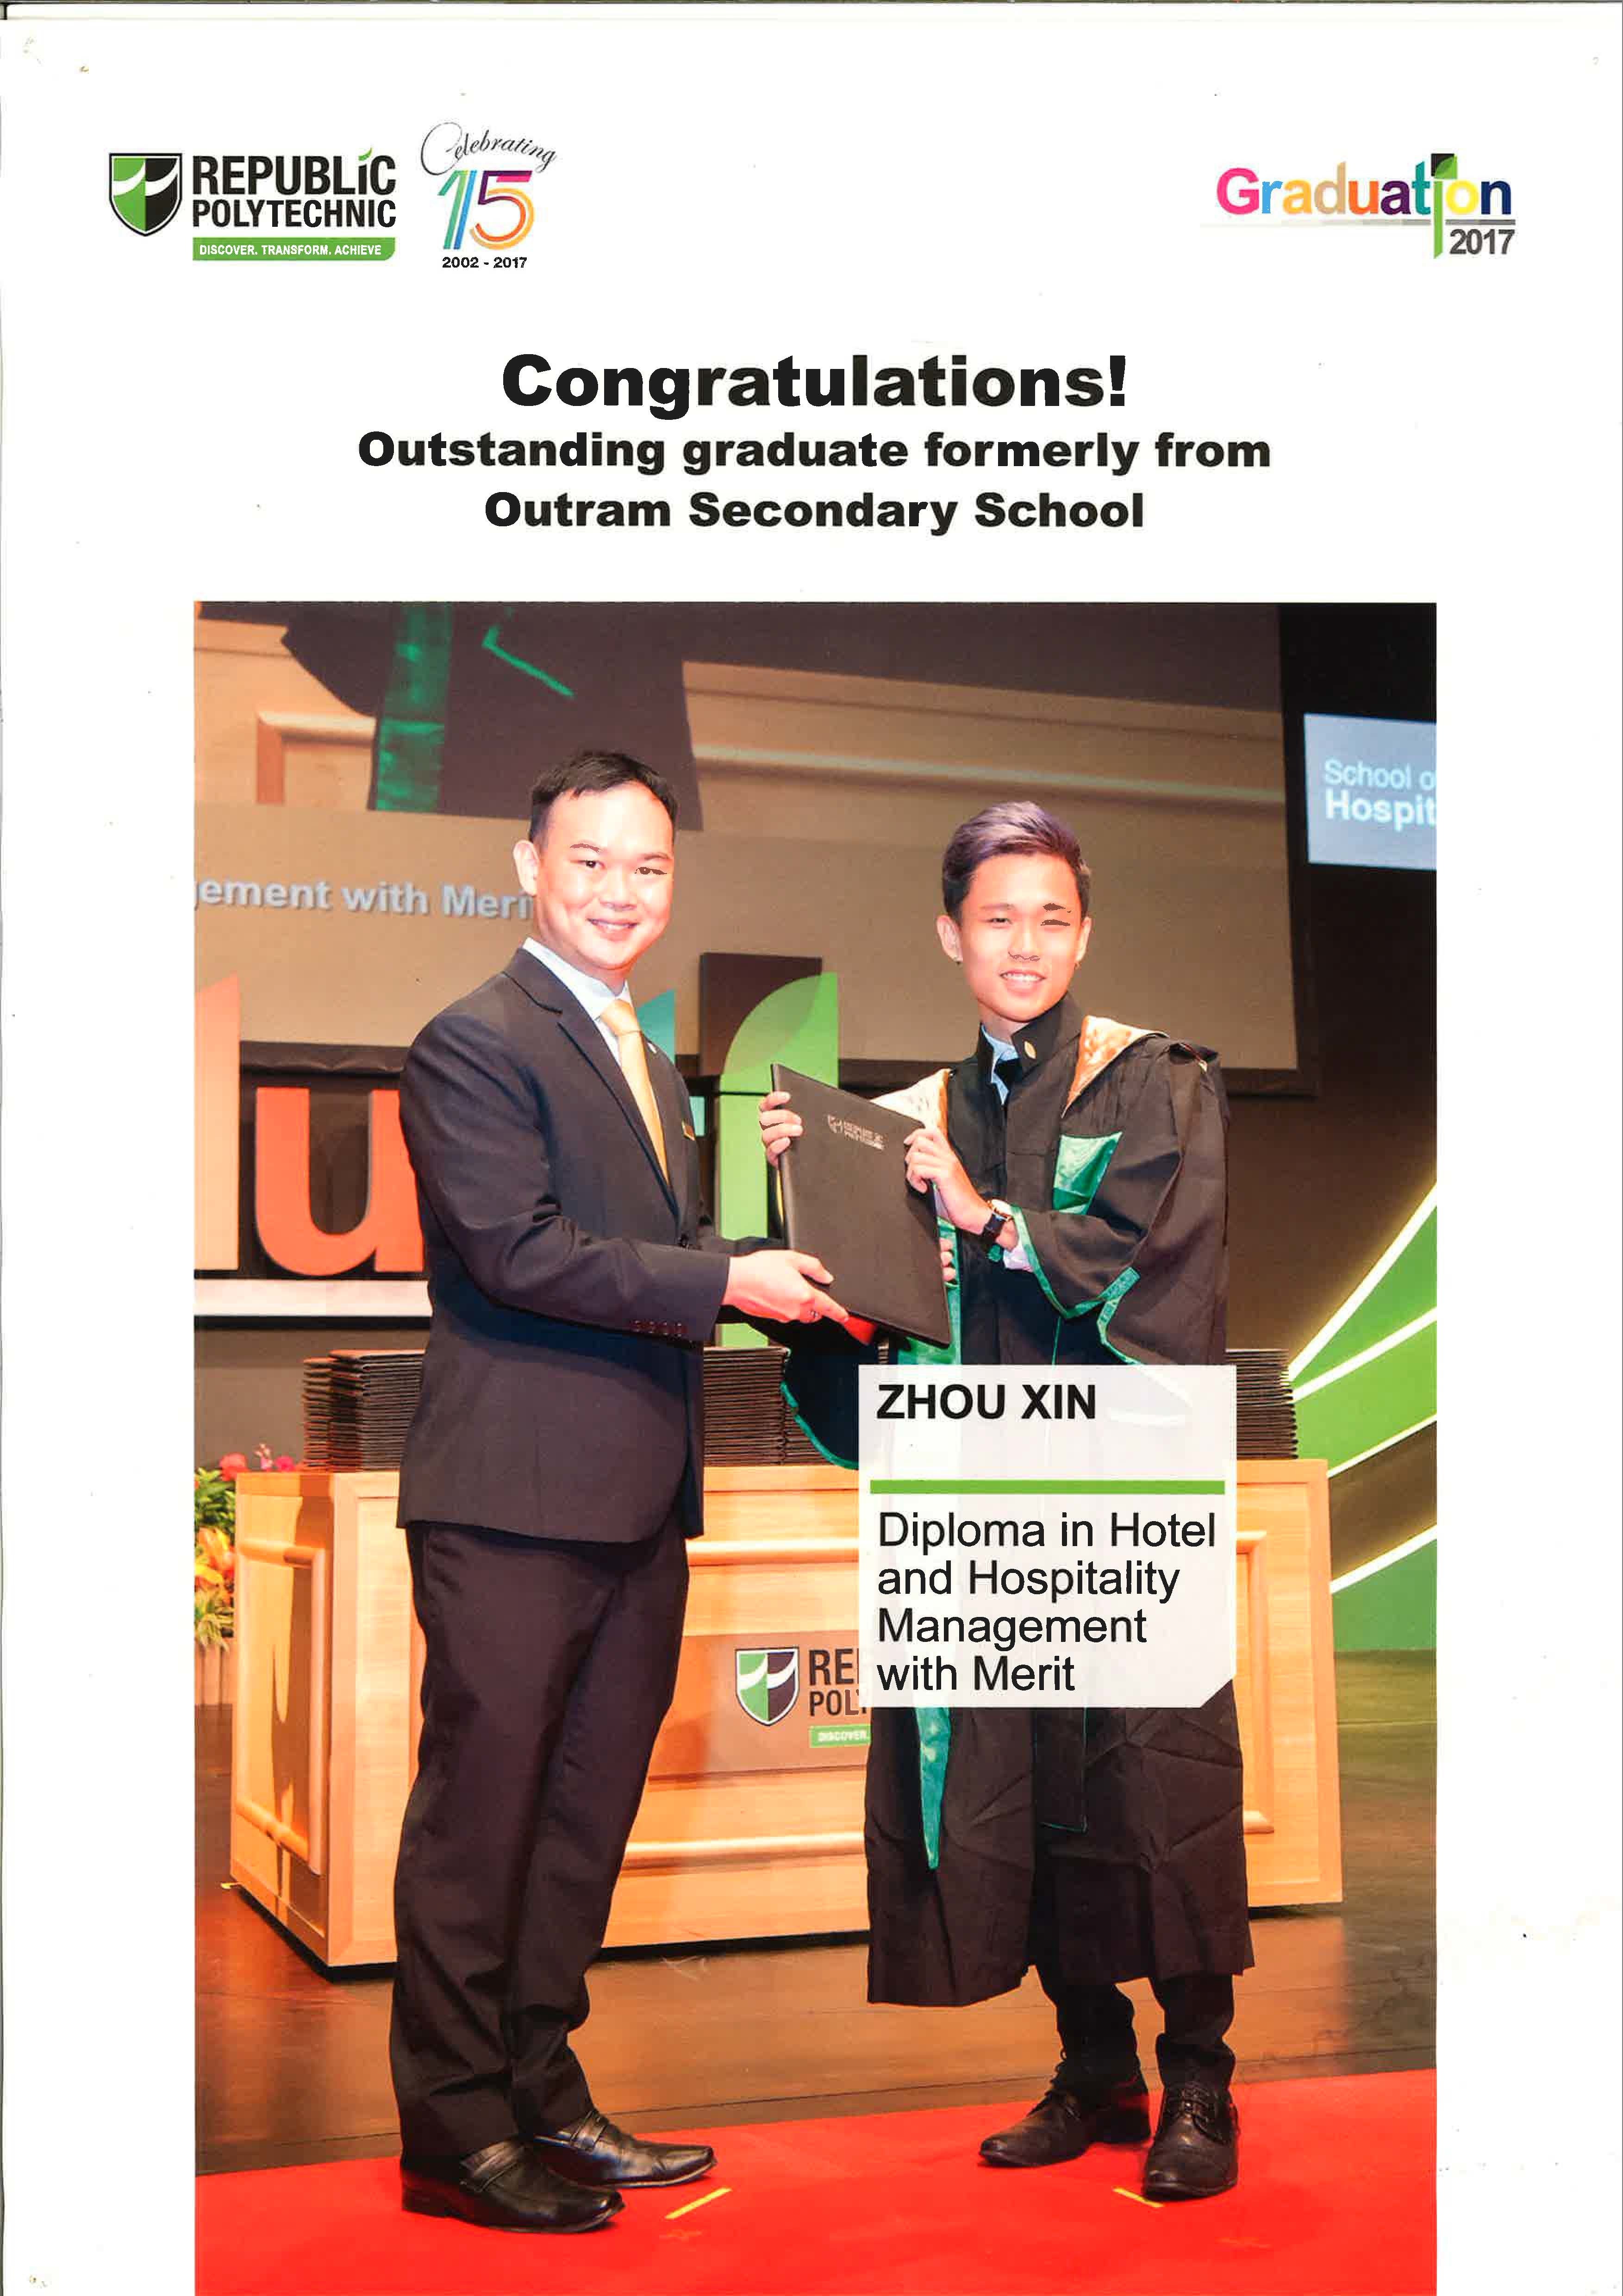 REPUBLIC
POLYTECHNIC
DISCOVER. TRANSFORM. ACHIEVE
Celebrating
15
2002 - 2017
Graduation
2017
Congratulations!
Outstanding graduate formerly from
Outram Secondary School
School o
Hospit
ement with Meri
u
REPUBLIC
POLYTECHNIC
ZHOU XIN
Diploma in Hotel
and Hospitality
Management
with Merit
RE
POL
DISCOVER.